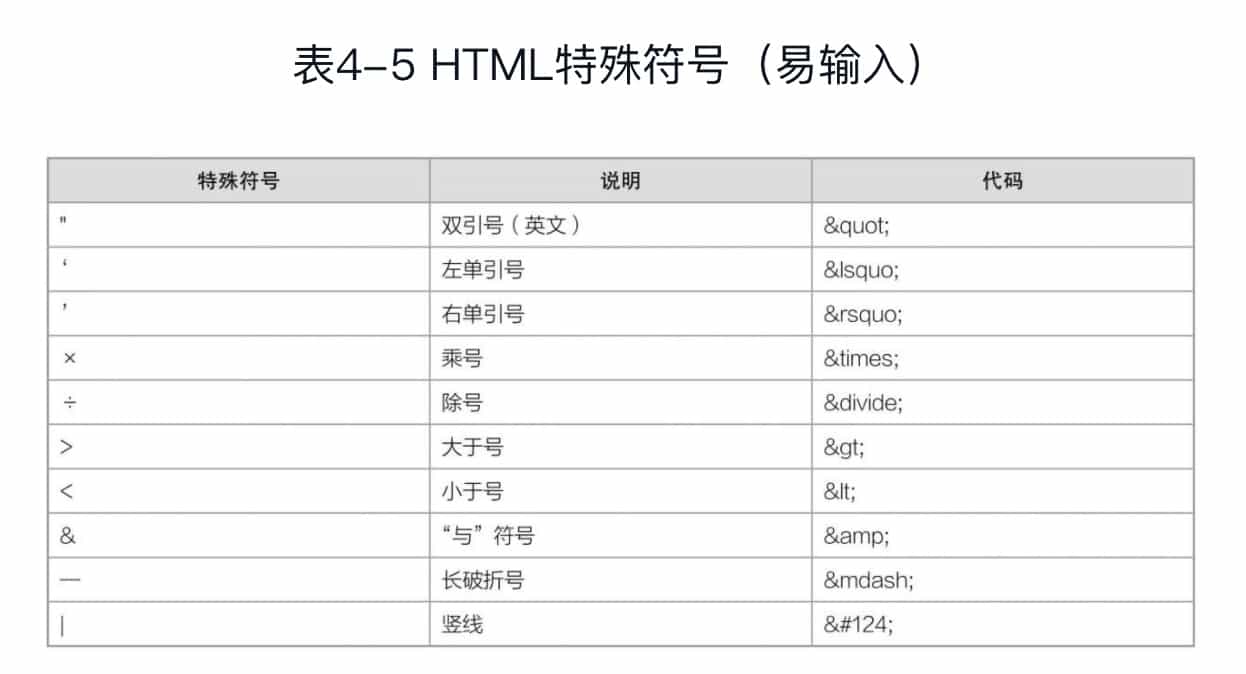 表4-5 HTML特殊符号（易输入）
特殊符号 说明 代码
" 双引号（英文） &quot;
‘ 左单引号 &lsquo;
’ 右单引号 &rsquo;
× 乘号 &times;
÷ 除号 &divide;
> 大于号 &gt;
< 小于号 &lt;
& “与”符号 &amp;
— 长破折号 &mdash;
| 竖线 &#124;